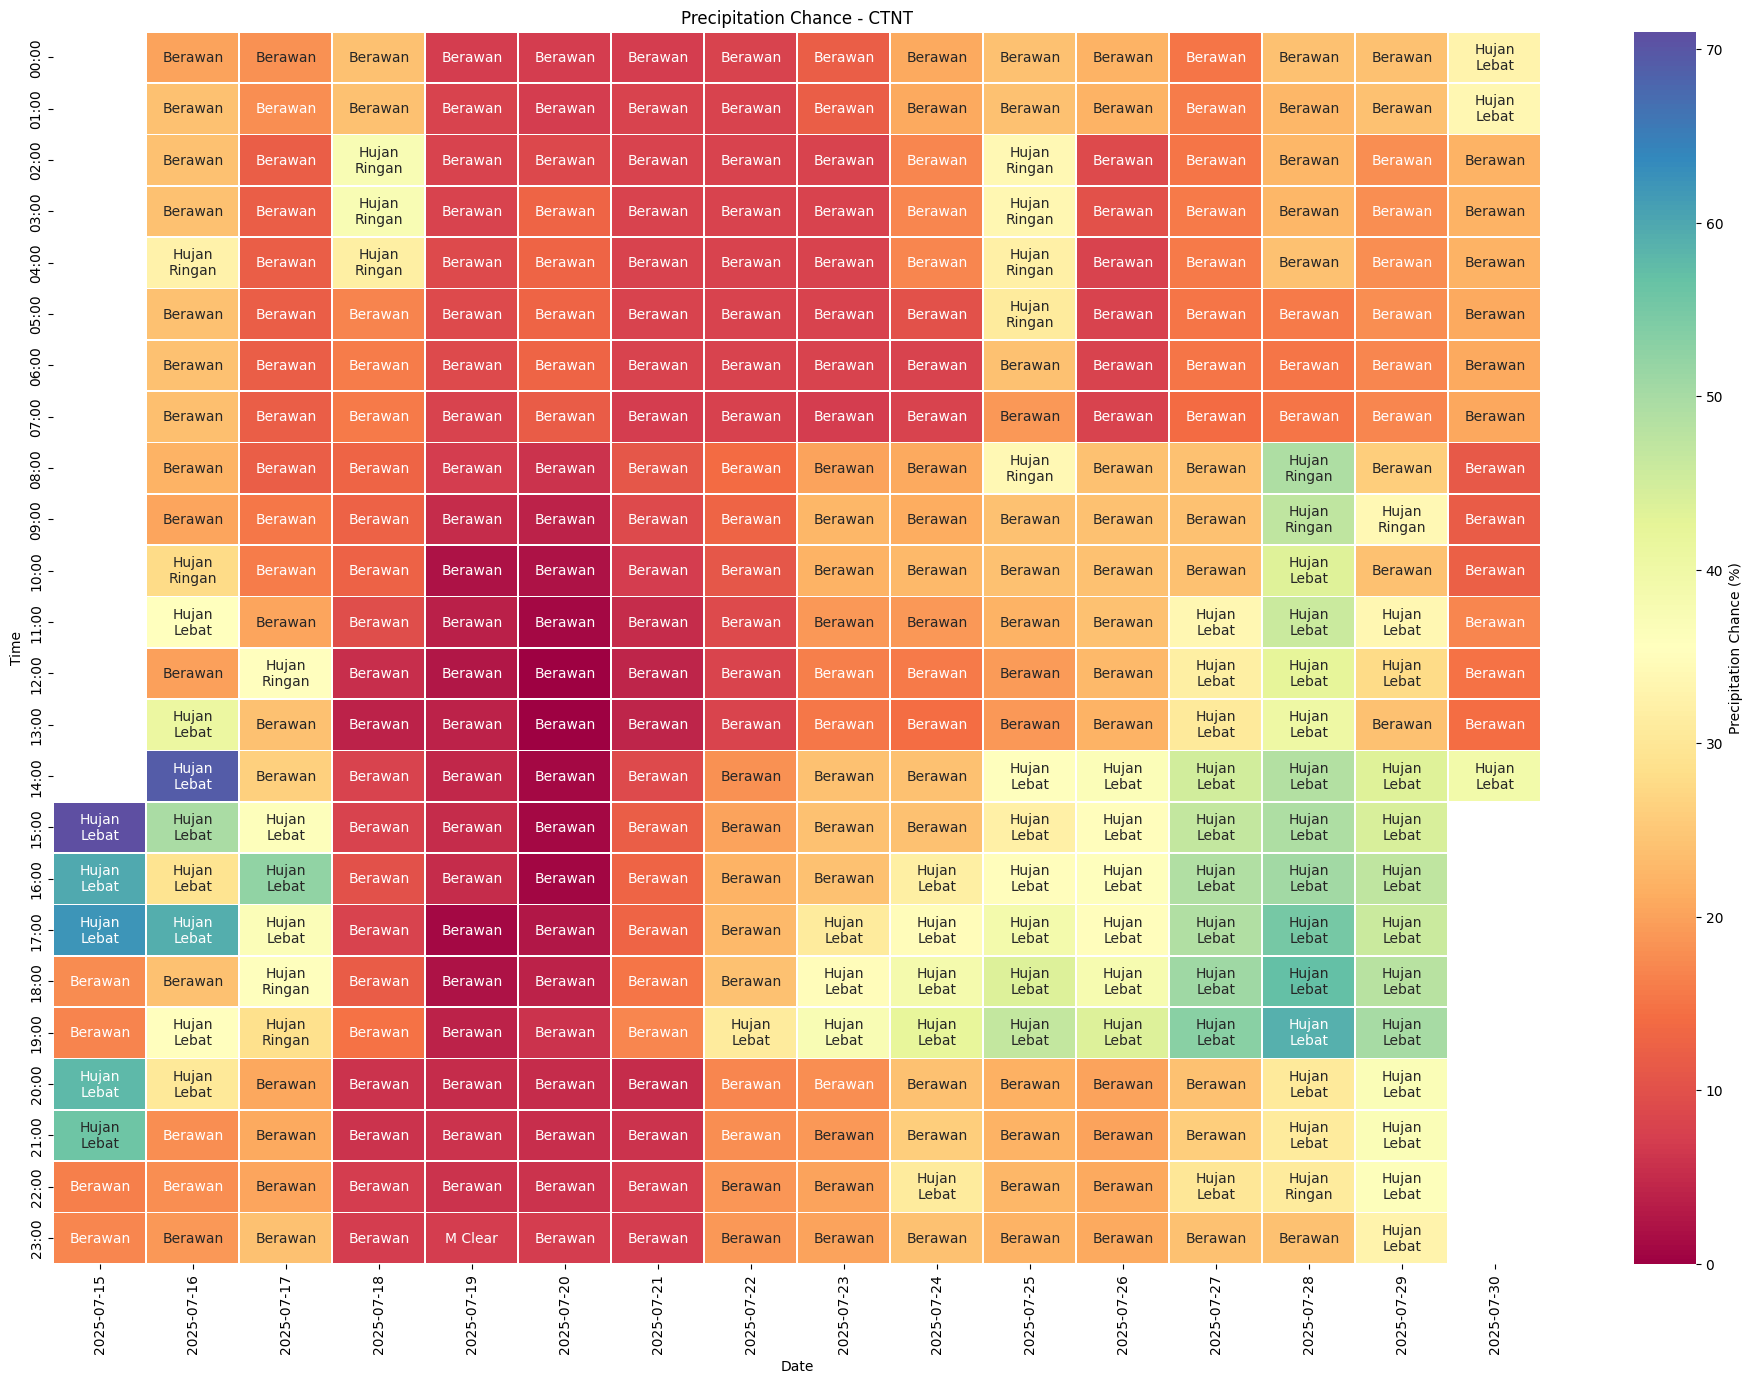 Precipitation Chance - CTNT
00:00 Berawan Berawan Berawan Berawan Berawan Berawan Berawan Berawan Berawan Berawan Berawan Berawan Berawan Berawan Hujan Lebat
01:00 Berawan Berawan Berawan Berawan Berawan Berawan Berawan Berawan Berawan Berawan Berawan Berawan Berawan Berawan Hujan Lebat
02:00 Berawan Berawan Hujan Ringan Berawan Berawan Berawan Berawan Berawan Berawan Hujan Ringan Berawan Berawan Berawan Berawan Berawan
03:00 Berawan Berawan Hujan Ringan Berawan Berawan Berawan Berawan Berawan Berawan Hujan Ringan Berawan Berawan Berawan Berawan Berawan
04:00 Hujan Ringan Berawan Hujan Ringan Berawan Berawan Berawan Berawan Berawan Berawan Hujan Ringan Berawan Berawan Berawan Berawan Berawan
05:00 Berawan Berawan Berawan Berawan Berawan Berawan Berawan Berawan Berawan Hujan Ringan Berawan Berawan Berawan Berawan Berawan
06:00 Berawan Berawan Berawan Berawan Berawan Berawan Berawan Berawan Berawan Berawan Berawan Berawan Berawan Berawan Berawan
07:00 Berawan Berawan Berawan Berawan Berawan Berawan Berawan Berawan Berawan Berawan Berawan Berawan Berawan Berawan Berawan
08:00 Berawan Berawan Berawan Berawan Berawan Berawan Berawan Berawan Berawan Hujan Ringan Berawan Berawan Hujan Ringan Berawan Berawan
09:00 Berawan Berawan Berawan Berawan Berawan Berawan Berawan Berawan Berawan Berawan Berawan Berawan Hujan Ringan Hujan Ringan Berawan
10:00 Hujan Ringan Berawan Berawan Berawan Berawan Berawan Berawan Berawan Berawan Berawan Berawan Berawan Hujan Lebat Berawan Berawan
11:00 Hujan Lebat Berawan Berawan Berawan Berawan Berawan Berawan Berawan Berawan Berawan Berawan Hujan Lebat Hujan Lebat Hujan Lebat Berawan
12:00 Berawan Hujan Ringan Berawan Berawan Berawan Berawan Berawan Berawan Berawan Berawan Berawan Hujan Lebat Hujan Lebat Hujan Lebat Berawan
13:00 Hujan Lebat Berawan Berawan Berawan Berawan Berawan Berawan Berawan Berawan Berawan Berawan Hujan Lebat Hujan Lebat Berawan Berawan
14:00 Hujan Lebat Berawan Berawan Berawan Berawan Berawan Berawan Berawan Berawan Hujan Lebat Hujan Lebat Hujan Lebat Hujan Lebat Hujan Lebat Hujan Lebat
15:00 Hujan Lebat Hujan Lebat Hujan Lebat Berawan Berawan Berawan Berawan Berawan Berawan Berawan Hujan Lebat Hujan Lebat Hujan Lebat Hujan Lebat Hujan Lebat
16:00 Hujan Lebat Hujan Lebat Hujan Lebat Berawan Berawan Berawan Berawan Berawan Berawan Hujan Lebat Hujan Lebat Hujan Lebat Hujan Lebat Hujan Lebat Hujan Lebat
17:00 Hujan Lebat Hujan Lebat Hujan Lebat Berawan Berawan Berawan Berawan Berawan Hujan Lebat Hujan Lebat Hujan Lebat Hujan Lebat Hujan Lebat Hujan Lebat Hujan Lebat
18:00 Berawan Berawan Hujan Ringan Berawan Berawan Berawan Berawan Berawan Hujan Lebat Hujan Lebat Hujan Lebat Hujan Lebat Hujan Lebat Hujan Lebat Hujan Lebat
19:00 Berawan Hujan Lebat Hujan Ringan Berawan Berawan Berawan Berawan Hujan Lebat Hujan Lebat Hujan Lebat Hujan Lebat Hujan Lebat Hujan Lebat Hujan Lebat Hujan Lebat
20:00 Hujan Lebat Hujan Lebat Berawan Berawan Berawan Berawan Berawan Berawan Berawan Berawan Berawan Berawan Berawan Hujan Lebat Hujan Lebat
21:00 Hujan Lebat Berawan Berawan Berawan Berawan Berawan Berawan Berawan Berawan Berawan Berawan Berawan Berawan Hujan Lebat Hujan Lebat
22:00 Berawan Berawan Berawan Berawan Berawan Berawan Berawan Berawan Berawan Hujan Lebat Berawan Berawan Hujan Lebat Hujan Ringan Hujan Lebat
23:00 Berawan Berawan Berawan Berawan M Clear Berawan Berawan Berawan Berawan Berawan Berawan Berawan Berawan Berawan Hujan Lebat
Time
2025-07-15 2025-07-16 2025-07-17 2025-07-18 2025-07-19 2025-07-20 2025-07-21 2025-07-22 2025-07-23 2025-07-24 2025-07-25 2025-07-26 2025-07-27 2025-07-28 2025-07-29 2025-07-30
Date
70
60
50
40
30
20
10
0
Precipitation Chance (%)